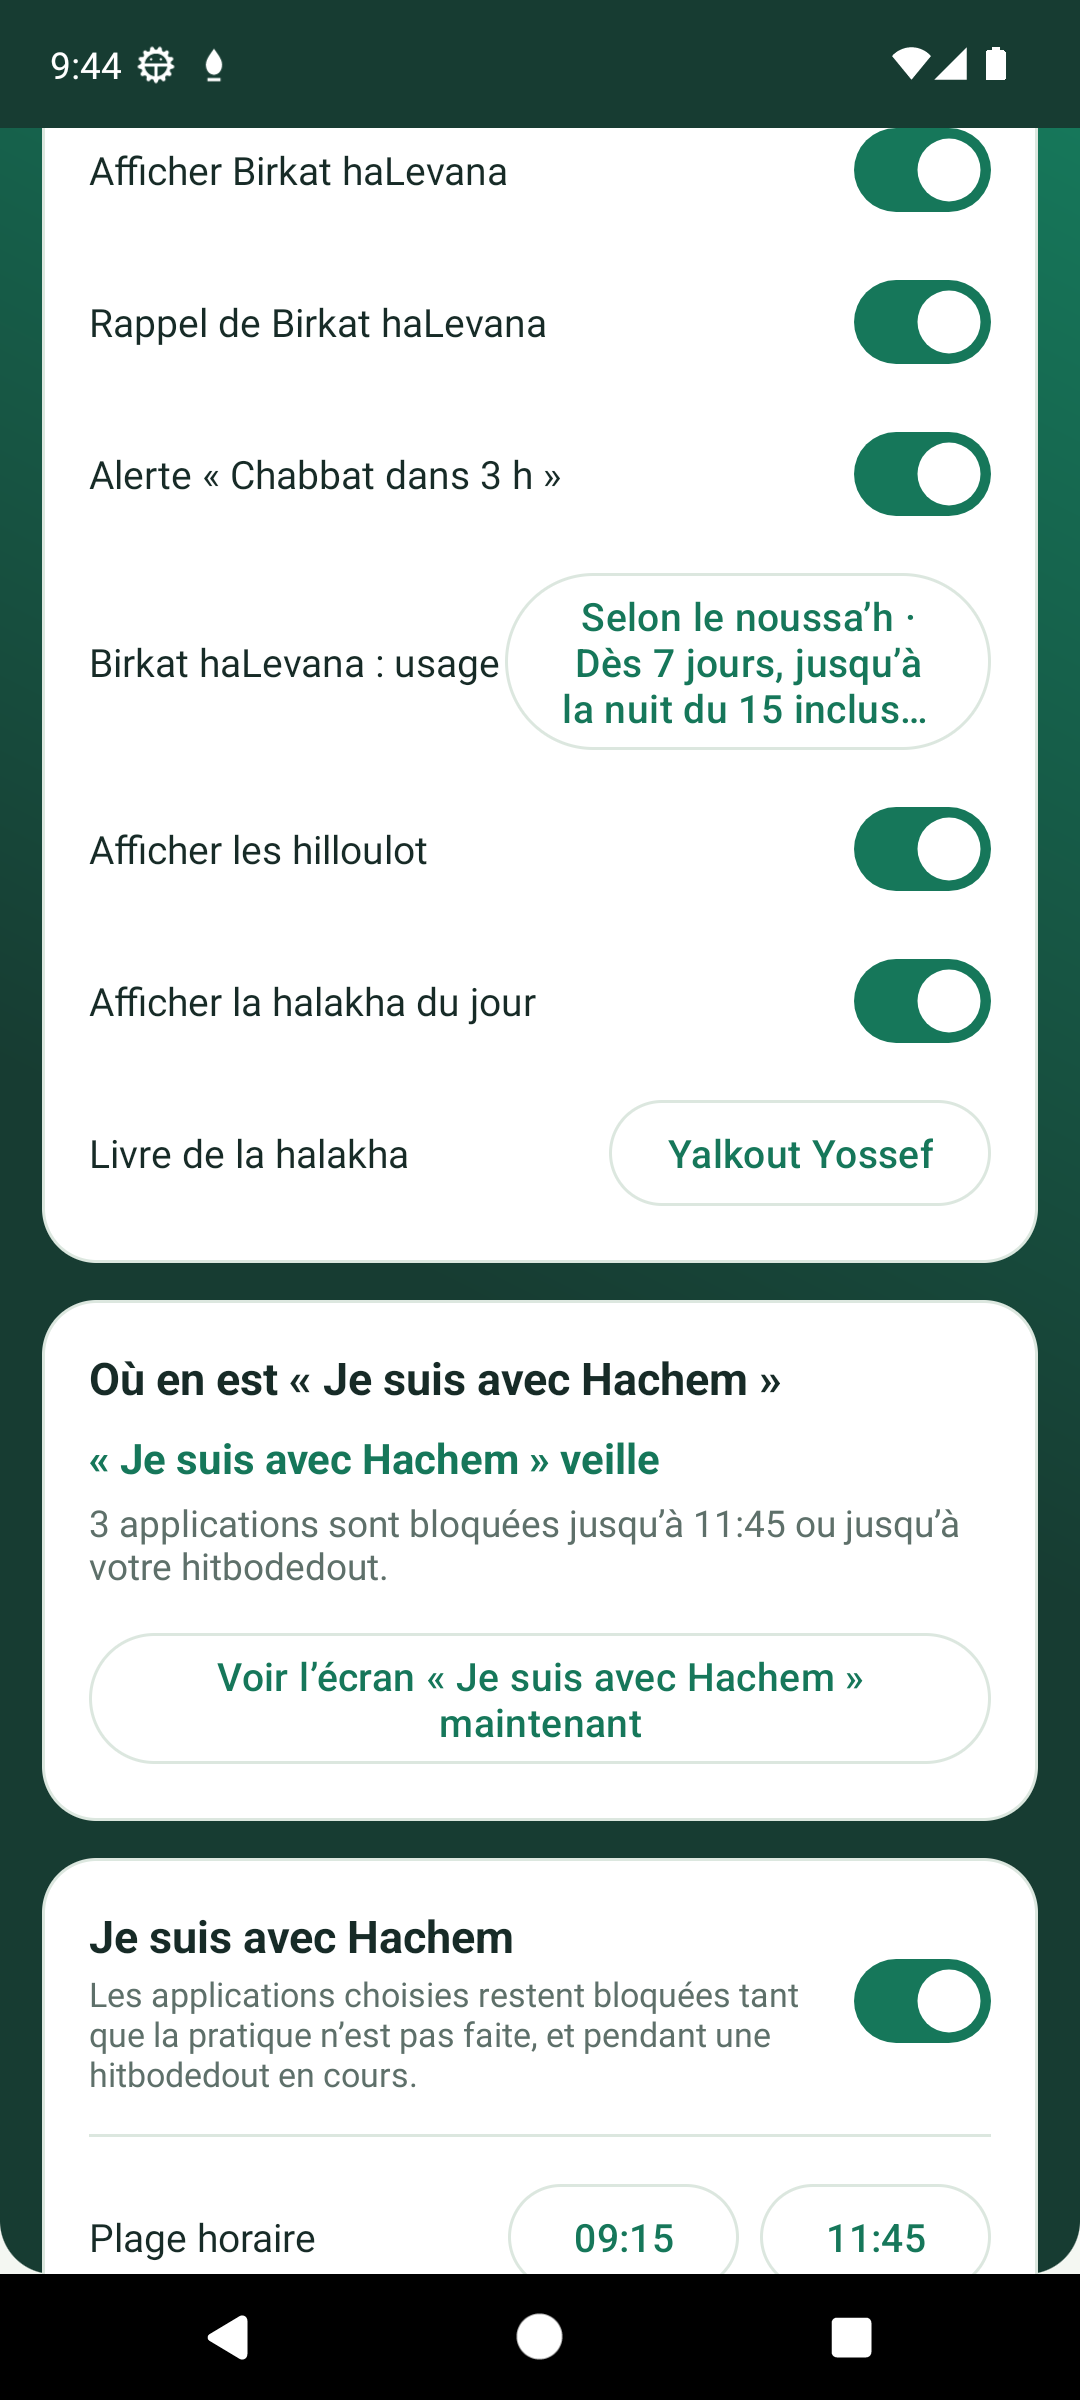 9:44
Afficher Birkat haLevana
Rappel de Birkat haLevana
Alerte « Chabbat dans 3 h »
Birkat haLevana : usage
Selon le noussa’h ·
Dès 7 jours, jusqu’à
la nuit du 15 inclus…
Afficher les hilloulot
Afficher la halakha du jour
Livre de la halakha
Yalkout Yossef
Où en est « Je suis avec Hachem »
« Je suis avec Hachem » veille
3 applications sont bloquées jusqu’à 11:45 ou jusqu’à
votre hitbodedout.
Voir l’écran « Je suis avec Hachem »
maintenant
Je suis avec Hachem
Les applications choisies restent bloquées tant
que la pratique n’est pas faite, et pendant une
hitbodedout en cours.
Plage horaire
09:15
11:45